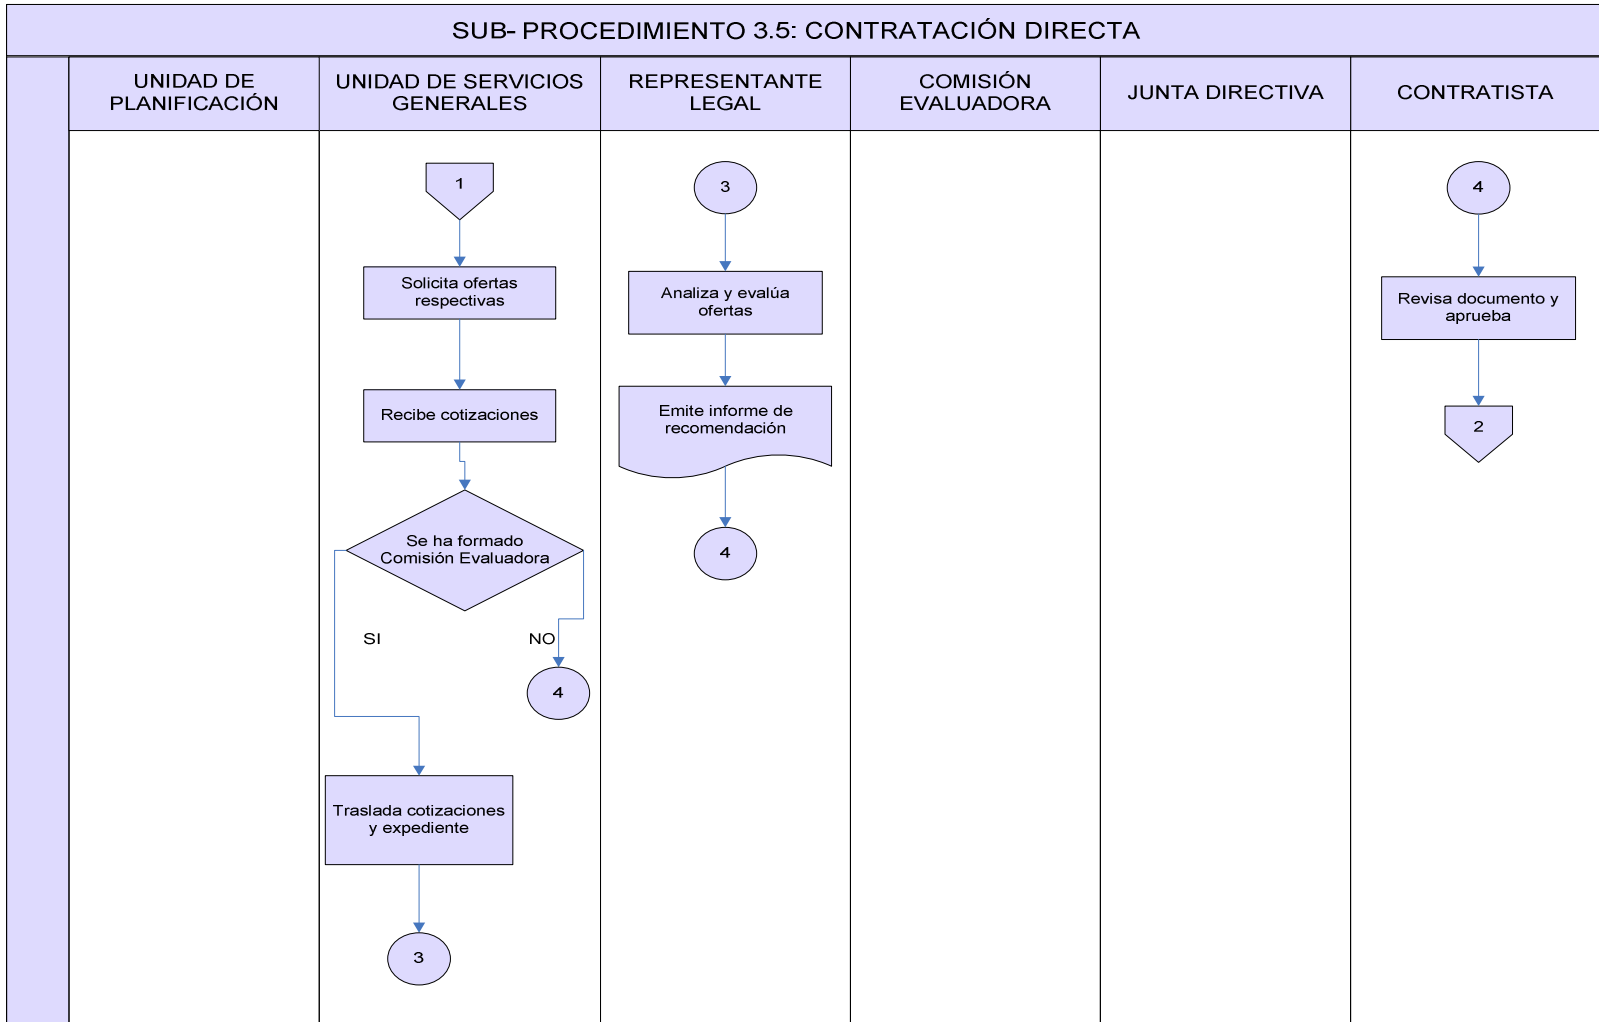 SUB- PROCEDIMIENTO 3.5: CONTRATACIÓN DIRECTA
UNIDAD DE
PLANIFICACIÓN
UNIDAD DE SERVICIOS
GENERALES
REPRESENTANTE
LEGAL
COMISIÓN
EVALUADORA
JUNTA DIRECTIVA
CONTRATISTA
1
Solicita ofertas
respectivas
Recibe cotizaciones
Se ha formado
Comisión Evaluadora
SI
NO
4
Traslada cotizaciones
y expediente
3
3
Analiza y evalúa
ofertas
Emite informe de
recomendación
4
4
Revisa documento y
aprueba
2